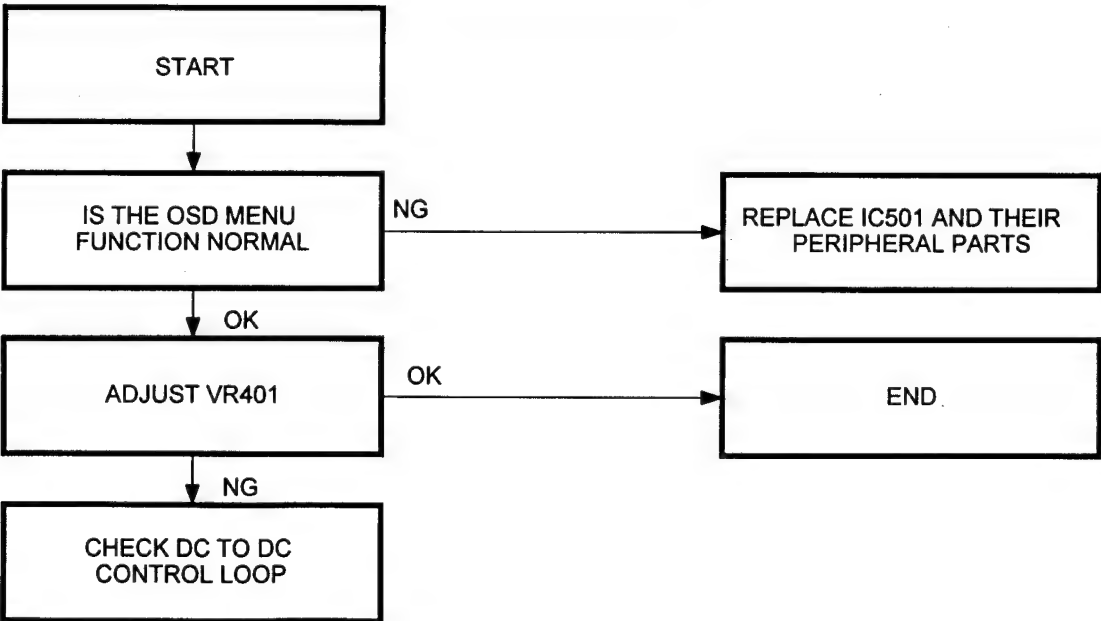 START
IS THE OSD MENU
FUNCTION NORMAL
NG
REPLACE IC501 AND THEIR
PERIPHERAL PARTS
OK
ADJUST VR401
OK
END
NG
CHECK DC TO DC
CONTROL LOOP